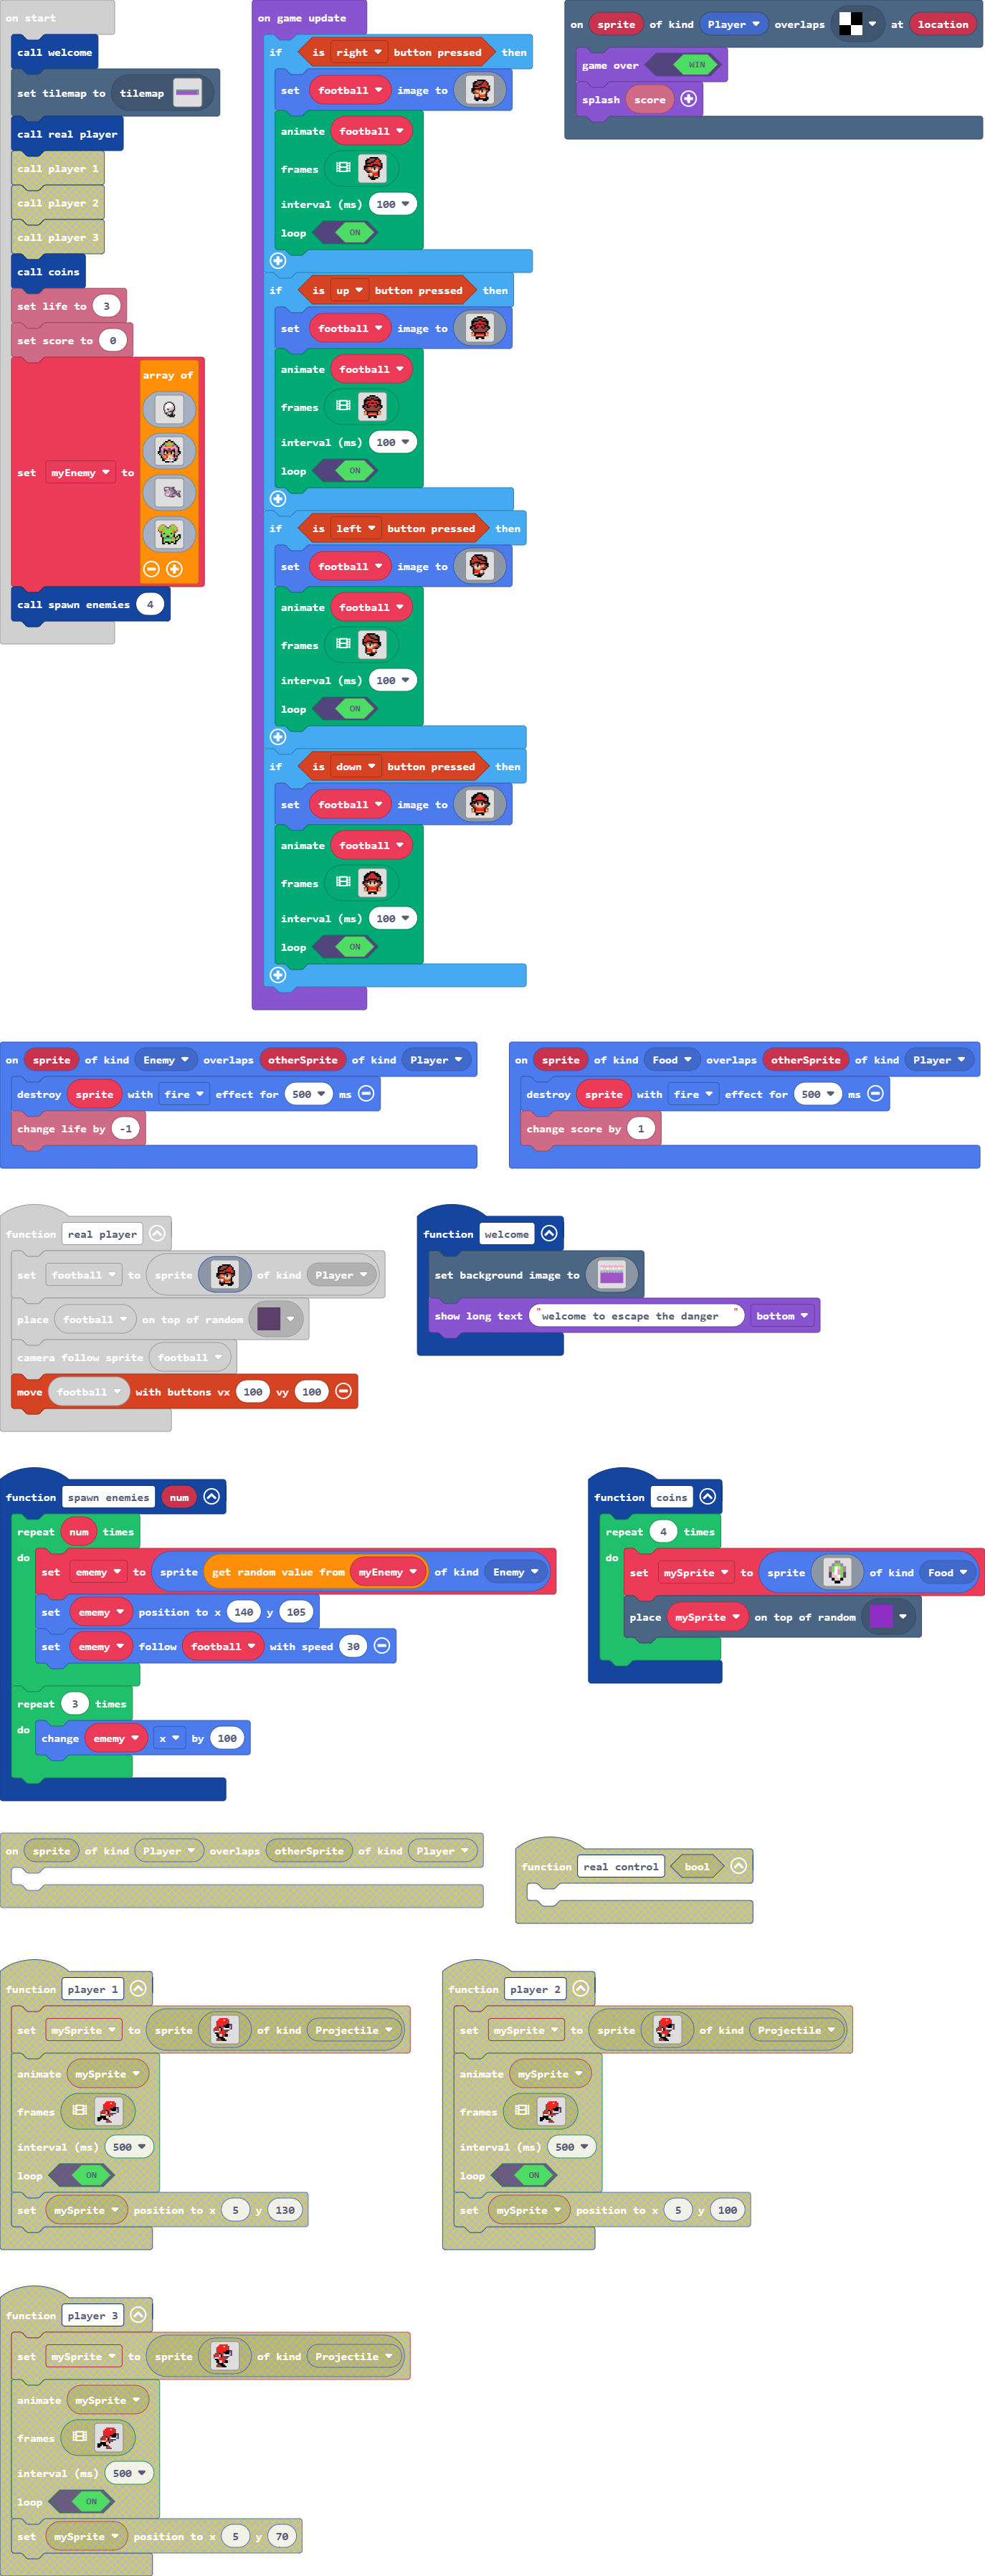 on start
call welcome
set tilemap to tilemap
call real player
call player 1
call player 2
call player 3
call coins
set life to 3
set score to 0
array of
set myEnemy to
call spawn enemies 4
on game update
if is right button pressed then
set football image to
animate football
frames
interval (ms) 100
loop ON
if is up button pressed then
set football image to
animate football
frames
interval (ms) 100
loop ON
if is left button pressed then
set football image to
animate football
frames
interval (ms) 100
loop ON
if is down button pressed then
set football image to
animate football
frames
interval (ms) 100
loop ON
on sprite of kind Player overlaps at location
game over WIN
splash score
on sprite of kind Enemy overlaps otherSprite of kind Player
destroy sprite with fire effect for 500 ms
change life by -1
on sprite of kind Food overlaps otherSprite of kind Player
destroy sprite with fire effect for 500 ms
change score by 1
function real player
set football to sprite of kind Player
place football on top of random
camera follow sprite football
move football with buttons vx 100 vy 100
function welcome
set background image to
show long text "welcome to escape the danger " bottom
function spawn enemies num
repeat num times
do
set ememy to sprite get random value from myEnemy of kind Enemy
set ememy position to x 140 y 105
set ememy follow football with speed 30
repeat 3 times
do
change ememy x by 100
function coins
repeat 4 times
do
set mySprite to sprite of kind Food
place mySprite on top of random
on sprite of kind Player overlaps otherSprite of kind Player
function real control bool
function player 1
set mySprite to sprite of kind Projectile
animate mySprite
frames
interval (ms) 500
loop ON
set mySprite position to x 5 y 130
function player 2
set mySprite to sprite of kind Projectile
animate mySprite
frames
interval (ms) 500
loop ON
set mySprite position to x 5 y 100
function player 3
set mySprite to sprite of kind Projectile
animate mySprite
frames
interval (ms) 500
loop ON
set mySprite position to x 5 y 70